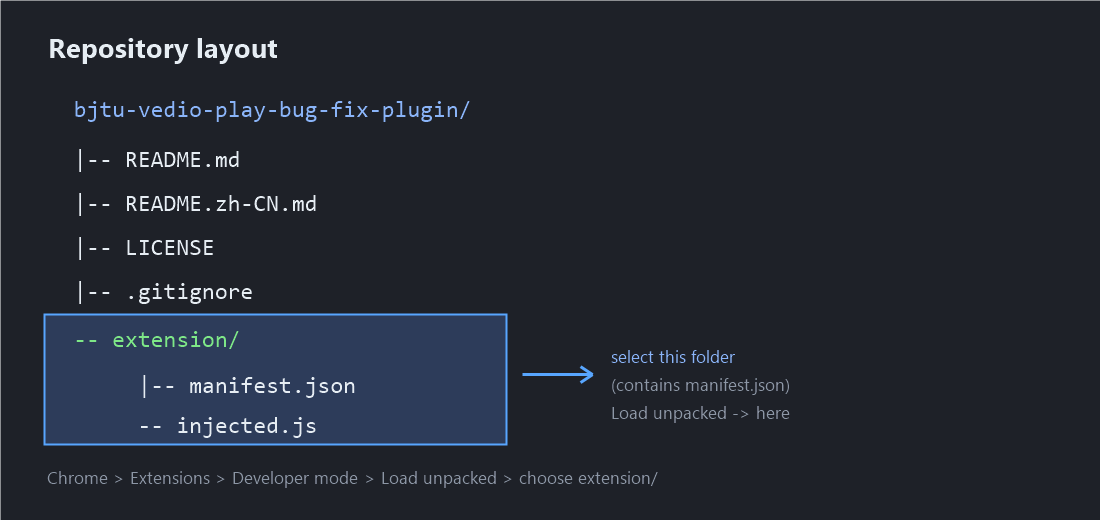 Repository layout
bjtu-vedio-play-bug-fix-plugin/
|-- README.md
|-- README.zh-CN.md
|-- LICENSE
|-- .gitignore
-- extension/
|-- manifest.json
-- injected.js
select this folder
(contains manifest.json)
Load unpacked -> here
Chrome > Extensions > Developer mode > Load unpacked > choose extension/